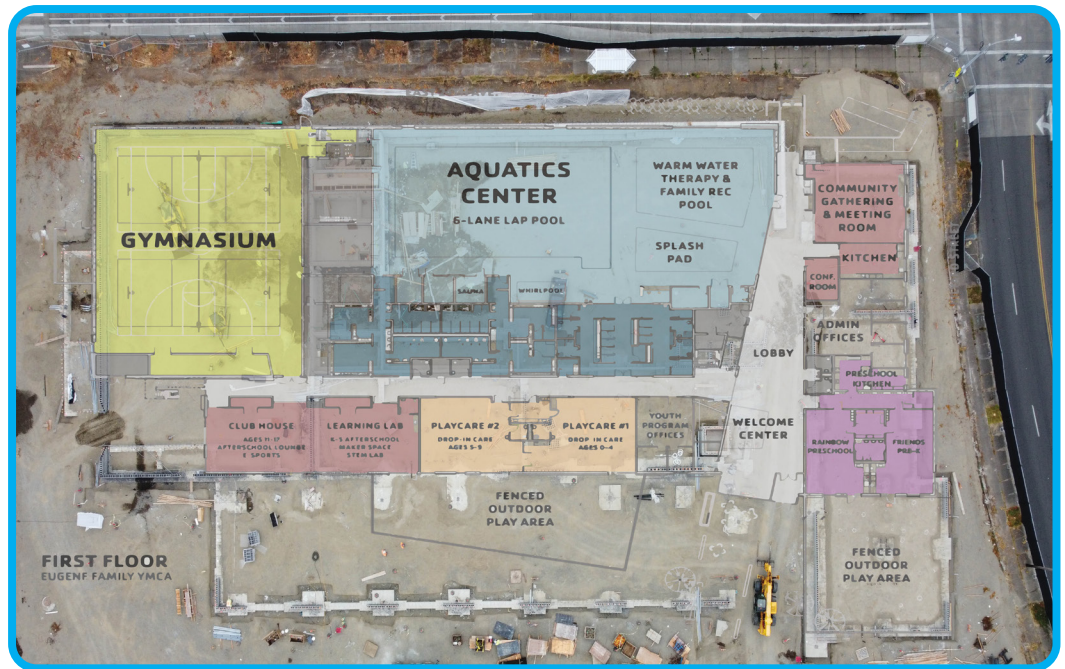 GYMNASIUM
AQUATICS
CENTER
6-LANE LAP POOL
WARM WATER
THERAPY &
FAMILY REC
POOL
SPLASH
PAD
SAUNA
WHIRLPOOL
COMMUNITY
GATHERING
& MEETING
ROOM
KITCHEN
CONF.
ROOM
ADMIN
OFFICES
LOBBY
PRESCHOOL
KITCHEN
WELCOME
CENTER
RAINBOW
PRESCHOOL
FRIENDS
PRE-K
CLUB HOUSE
AGES 11-17
AFTERSCHOOL LOUNGE
E SPORTS
LEARNING LAB
K-5 AFTERSCHOOL
MAKER SPACE
STEM LAB
PLAYCARE #2
DROP-IN CARE
AGES 5-9
PLAYCARE #1
DROP-IN CARE
AGES 0-4
YOUTH
PROGRAM
OFFICES
FENCED
OUTDOOR
PLAY AREA
FENCED
OUTDOOR
PLAY AREA
FIRST FLOOR
EUGENE FAMILY YMCA